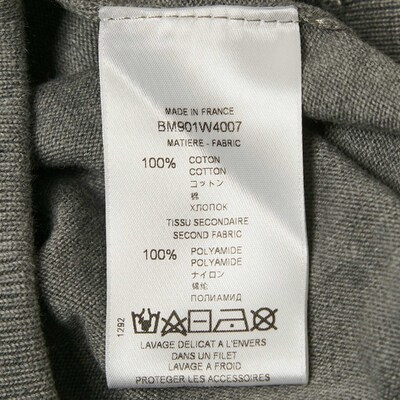 MADE IN FRANCE
BM901W4007
MATIERE - FABRIC
100% COTON
COTTON
コットン
棉
ХЛОПОК
TISSU SECONDAIRE
SECOND FABRIC
100% POLYAMIDE
POLYAMIDE
ナイロン
锦纶
ПОЛИАМИД
1292
LAVAGE DELICAT A L'ENVERS
DANS UN FILET
LAVAGE A FROID
PROTEGER LES ACCESSOIRES